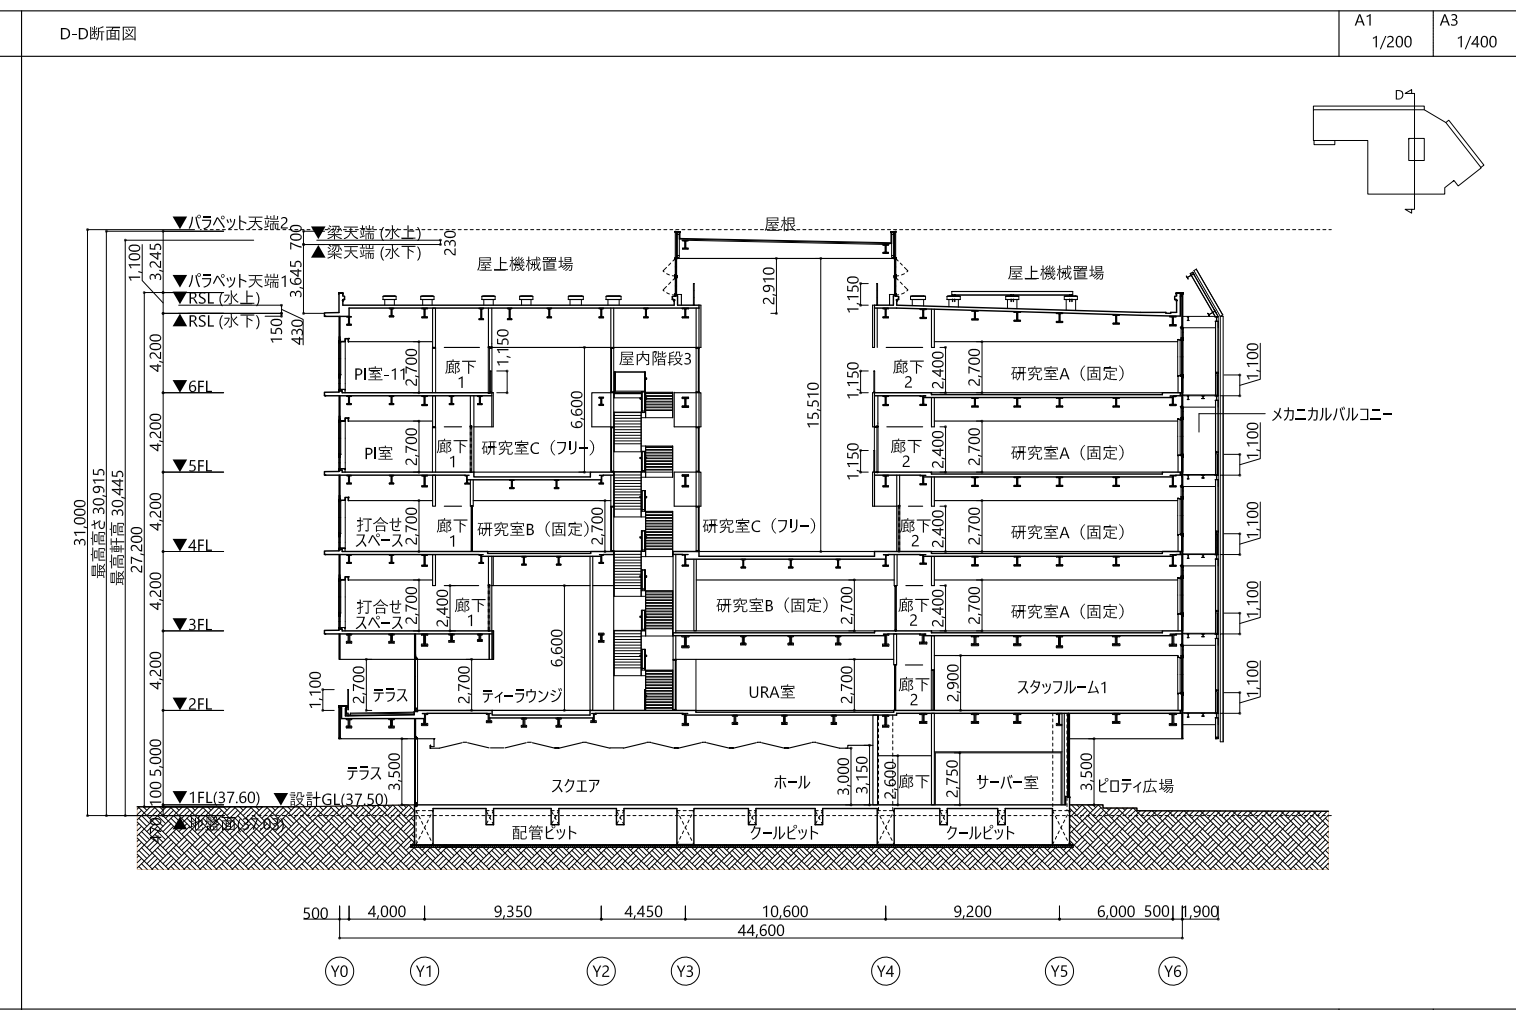 D-D断面図
A1
1/200
A3
1/400
D
▼パラペット天端2
▼梁天端 (水上)
▲梁天端 (水下)
700
230
3,645
1,100
3,245
▼パラペット天端1
▼RSL (水上)
▲RSL (水下)
150
430
屋根
屋上機械置場
屋上機械置場
2,910
1,150
31,000
最高高さ 30,915
最高軒高 30,445
27,200
4,200
▼6FL
4,200
▼5FL
4,200
▼4FL
4,200
▼3FL
4,200
▼2FL
5,000
100
▼1FL(37.60)
▼設計GL(37.50)
▲地盤面(37.03)
470
PI室-11
2,700
廊下
1
1,150
6,600
屋内階段3
15,510
1,150
廊下
2
2,400
2,700
研究室A（固定）
1,100
メカニカルバルコニー
PI室
2,700
廊下
1
研究室C（フリー）
1,150
廊下
2
2,400
2,700
研究室A（固定）
1,100
打合せ
スペース
2,700
廊下
1
研究室B（固定）
2,700
研究室C（フリー）
廊下
2
2,400
2,700
研究室A（固定）
1,100
打合せ
スペース
2,700
2,400
廊下
1
6,600
研究室B（固定）
2,700
廊下
2
2,400
2,700
研究室A（固定）
1,100
1,100
2,700
テラス
2,700
ティーラウンジ
URA室
2,700
廊下
2
2,900
スタッフルーム1
1,100
テラス
3,500
スクエア
ホール
3,000
3,150
2,600
廊下
2,750
サーバー室
3,500
ピロティ広場
配管ピット
クールピット
クールピット
500
4,000
9,350
4,450
10,600
9,200
6,000
500
1,900
44,600
Y0
Y1
Y2
Y3
Y4
Y5
Y6